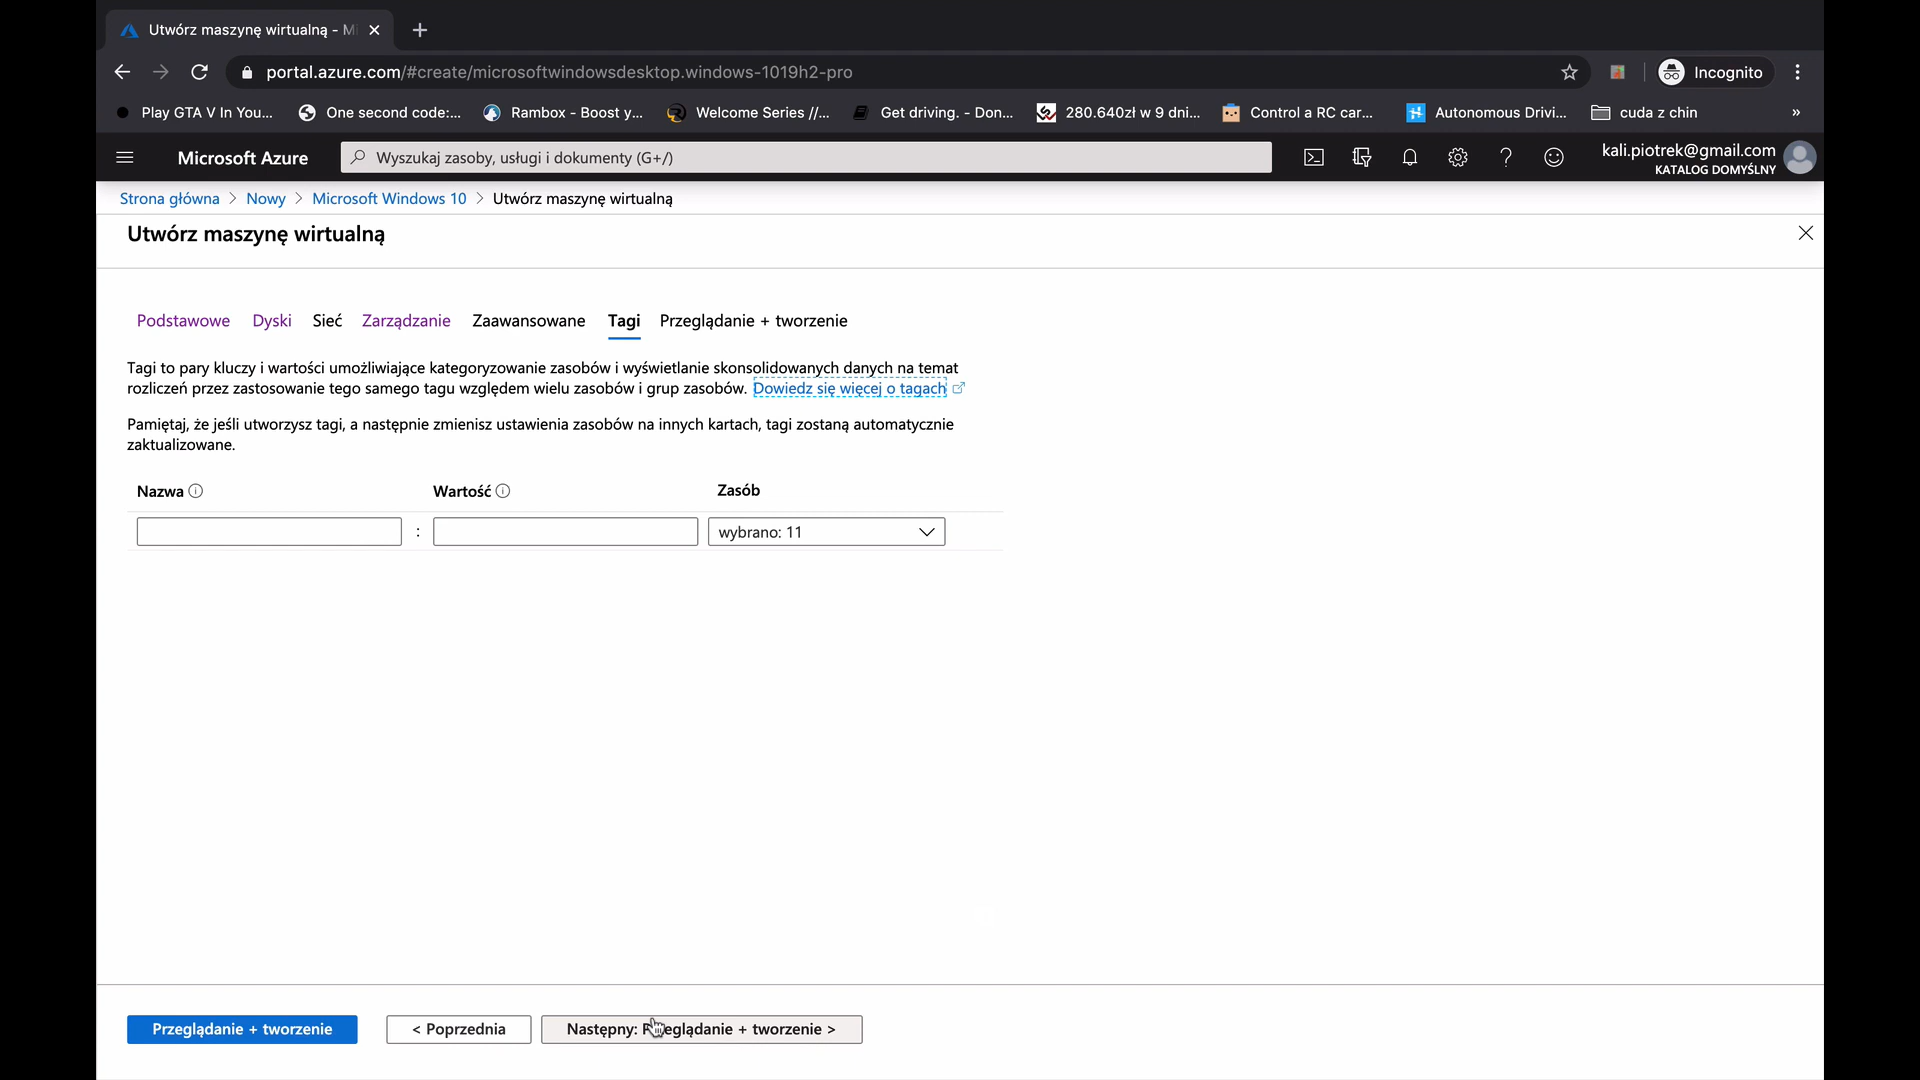 Utwórz maszynę wirtualną - Mi
portal.azure.com/#create/microsoftwindowsdesktop.windows-1019h2-pro
Incognito
Play GTA V In You... One second code:... Rambox - Boost y... Welcome Series //... Get driving. - Don... 280.640zł w 9 dni... Control a RC car... Autonomous Drivi... cuda z chin »
Microsoft Azure
Wyszukaj zasoby, usługi i dokumenty (G+/)
kali.piotrek@gmail.com
KATALOG DOMYŚLNY
Strona główna > Nowy > Microsoft Windows 10 > Utwórz maszynę wirtualną
Utwórz maszynę wirtualną
Podstawowe Dyski Sieć Zarządzanie Zaawansowane Tagi Przeglądanie + tworzenie
Tagi to pary kluczy i wartości umożliwiające kategoryzowanie zasobów i wyświetlanie skonsolidowanych danych na temat
rozliczeń przez zastosowanie tego samego tagu względem wielu zasobów i grup zasobów. Dowiedz się więcej o tagach
Pamiętaj, że jeśli utworzysz tagi, a następnie zmienisz ustawienia zasobów na innych kartach, tagi zostaną automatycznie
zaktualizowane.
Nazwa Wartość Zasób
: wybrano: 11
Przeglądanie + tworzenie < Poprzednia Następny: Przeglądanie + tworzenie >